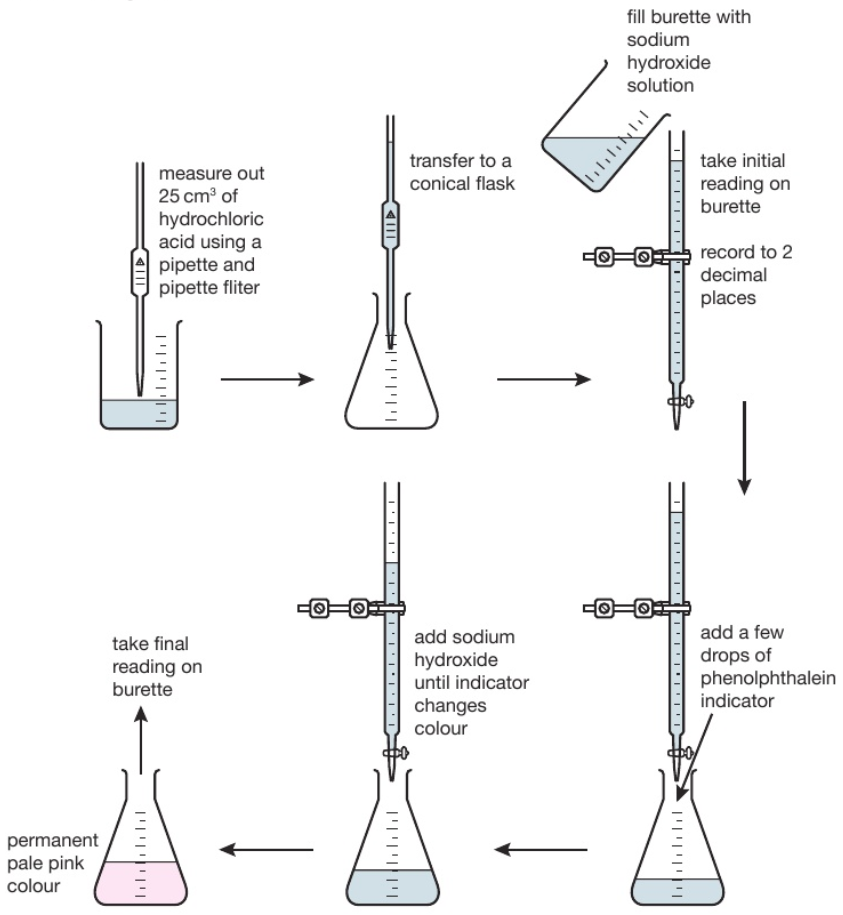 measure out
25 cm³ of
hydrochloric
acid using a
pipette and
pipette fliter
transfer to a
conical flask
fill burette with
sodium
hydroxide
solution
take initial
reading on
burette
record to 2
decimal
places
add a few
drops of
phenolphthalein
indicator
add sodium
hydroxide
until indicator
changes
colour
take final
reading on
burette
permanent
pale pink
colour